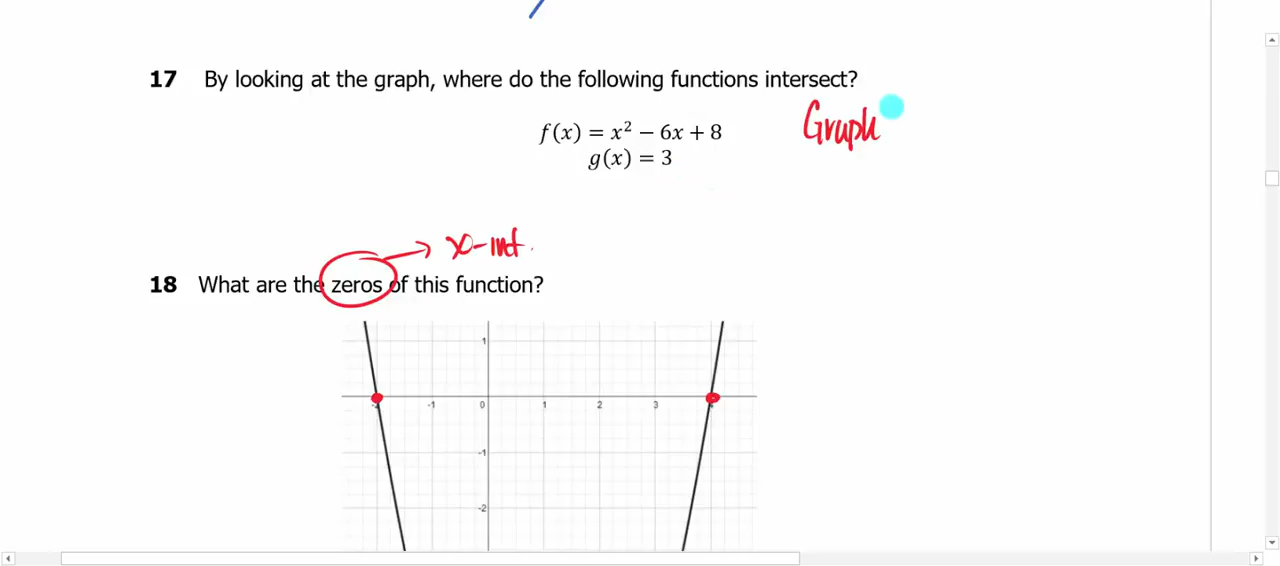 17 By looking at the graph, where do the following functions intersect?
f(x) = x² − 6x + 8
Graph
g(x) = 3
x-int.
18 What are the zeros of this function?
1
-1 0 1 2 3
-1
-2